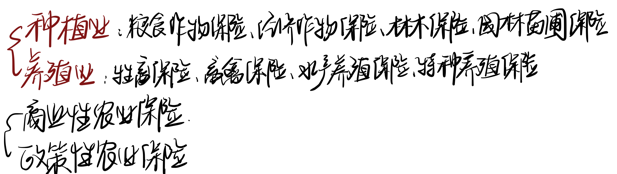 种植业:粮食作物保险、经济作物保险、林木保险、园林苗圃保险
养殖业:牲畜保险、家禽保险、水产养殖保险、特种养殖保险
商业性农业保险.
政策性农业保险